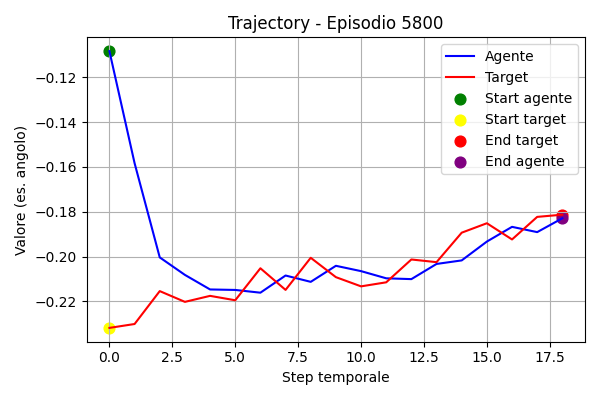 Trajectory - Episodio 5800
Agente
Target
Start agente
Start target
End target
End agente
Valore (es. angolo)
−0.12
−0.14
−0.16
−0.18
−0.20
−0.22
0.0 2.5 5.0 7.5 10.0 12.5 15.0 17.5
Step temporale